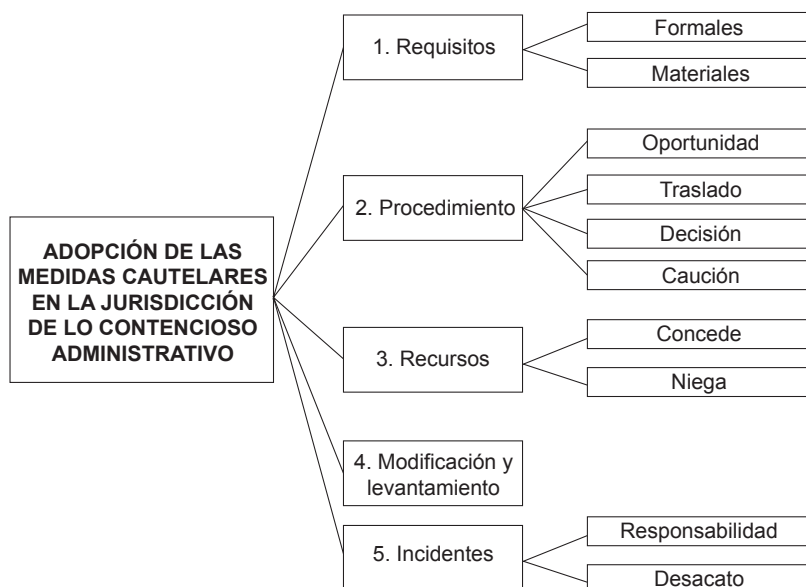 ADOPCIÓN DE LAS
MEDIDAS CAUTELARES
EN LA JURISDICCIÓN
DE LO CONTENCIOSO
ADMINISTRATIVO
1. Requisitos
Formales
Materiales
2. Procedimiento
Oportunidad
Traslado
Decisión
Caución
3. Recursos
Concede
Niega
4. Modificación y
levantamiento
5. Incidentes
Responsabilidad
Desacato